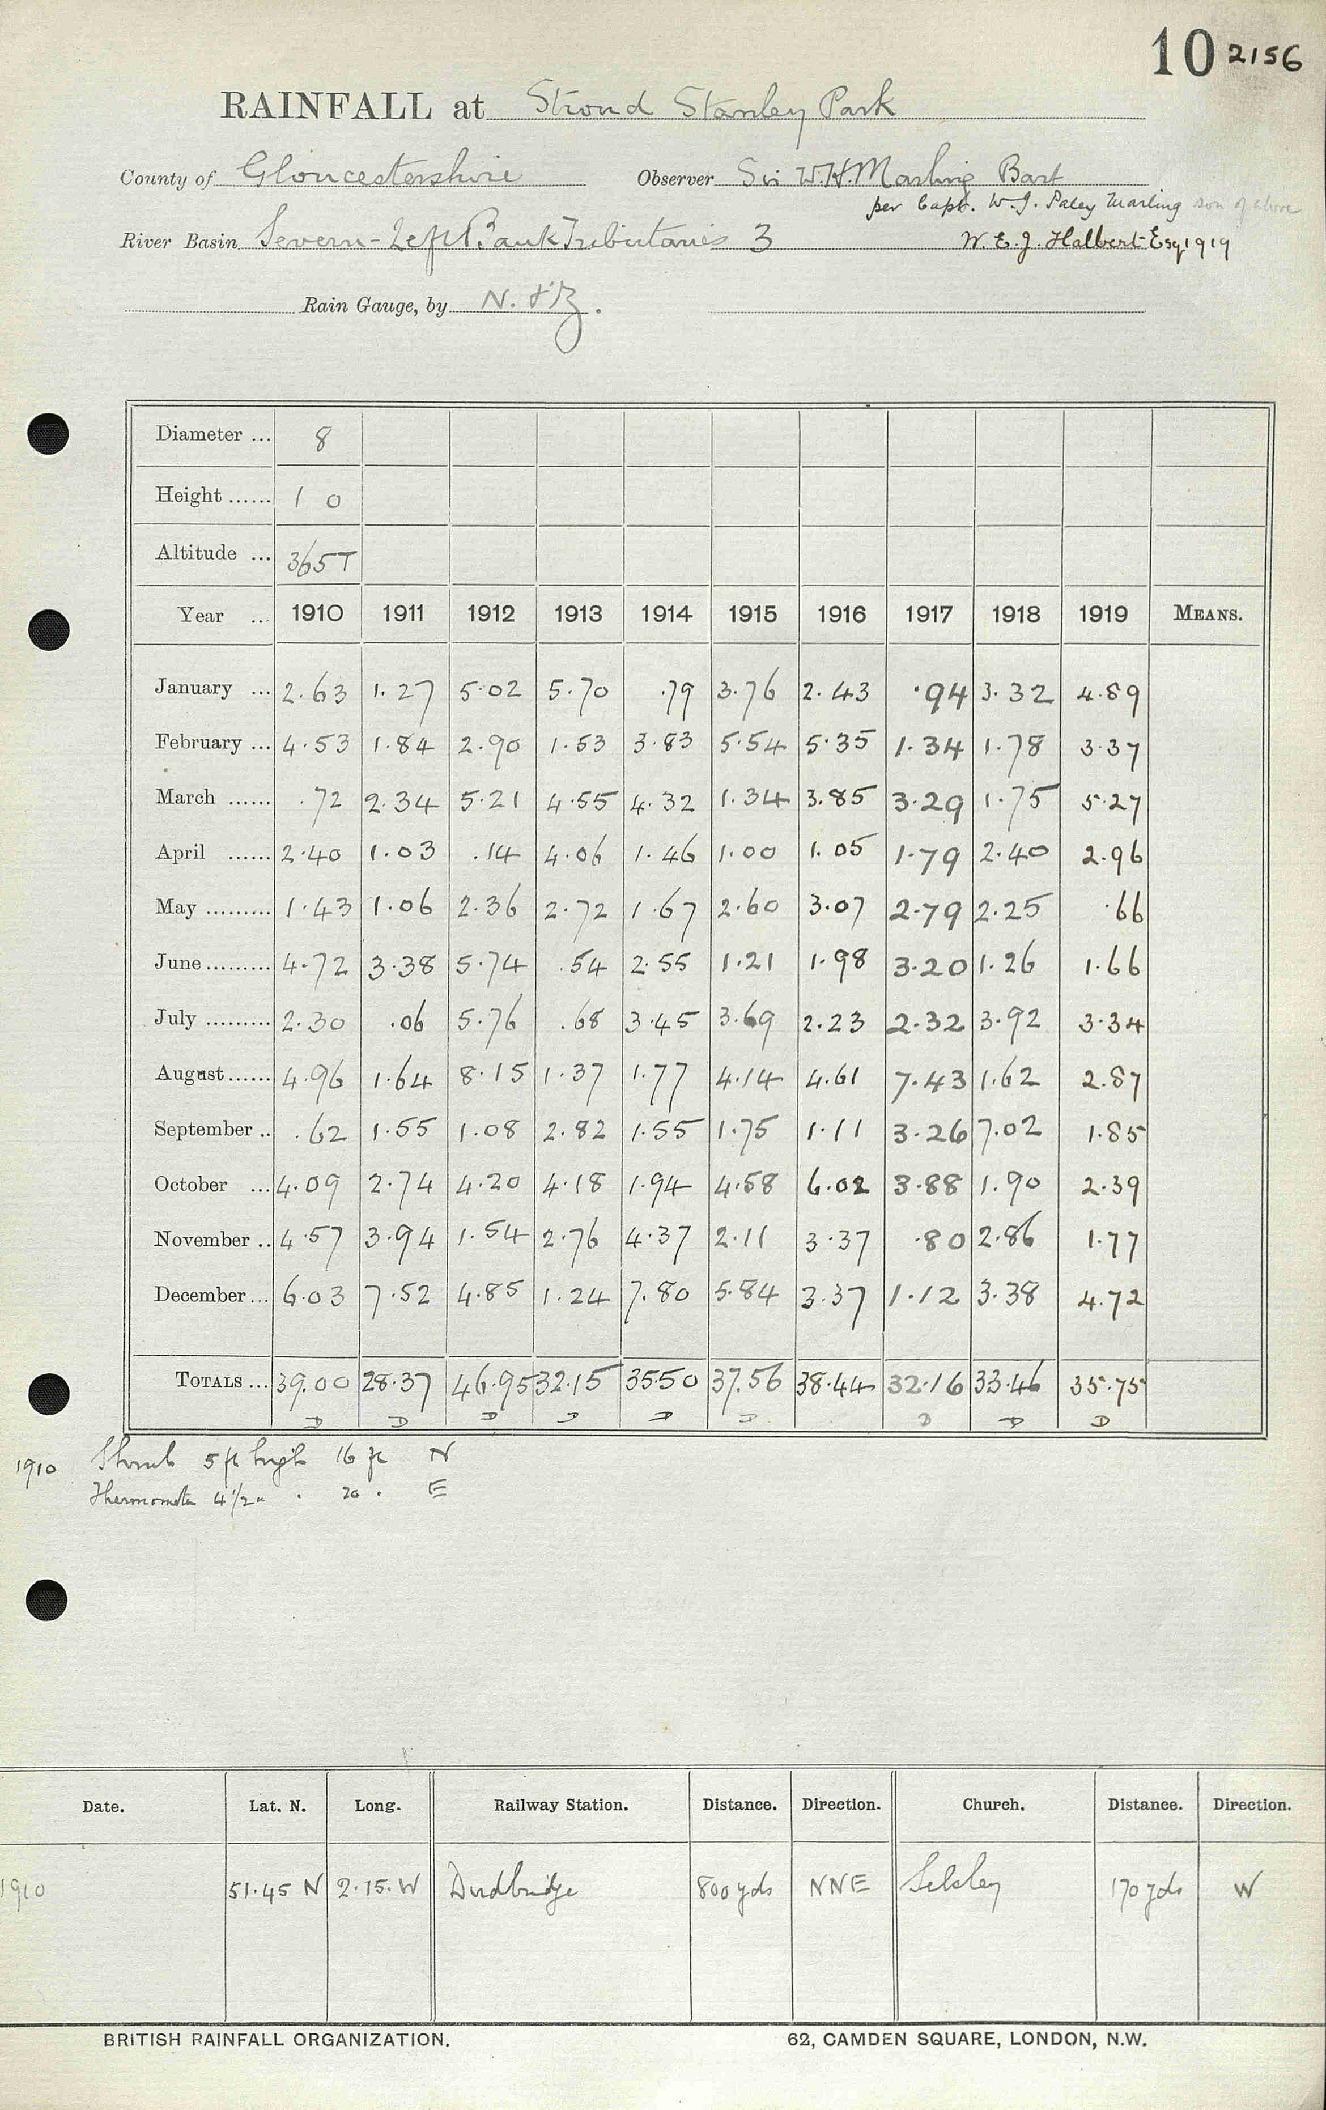 10 2156
RAINFALL at Stroud Stanley Park
County of Gloucestershire Observer Sir W.H. Marling Bart
per Capt. W. J. Paley Marling son of above
River Basin Severn - Left Bank Tributaries 3 W. E. J. Halbert Esq 1919
Rain Gauge, by N. & Z.
Diameter ... 8
Height ...... 1 0
Altitude ... 365T
Year ... 1910 1911 1912 1913 1914 1915 1916 1917 1918 1919 MEANS.
January ... 2.63 1.27 5.02 5.70 .79 3.76 2.43 .94 3.32 4.89
February ... 4.53 1.84 2.90 1.53 3.83 5.54 5.35 1.34 1.78 3.37
March ...... .72 2.34 5.21 4.55 4.32 1.34 3.85 3.29 1.75 5.27
April ...... 2.40 1.03 .14 4.06 1.46 1.00 1.05 1.79 2.40 2.96
May ......... 1.43 1.06 2.36 2.72 1.67 2.60 3.07 2.79 2.25 .66
June ......... 4.72 3.38 5.74 .54 2.55 1.21 1.98 3.20 1.26 1.66
July ......... 2.30 .06 5.76 .68 3.45 3.69 2.23 2.32 3.92 3.34
August ...... 4.96 1.64 8.15 1.37 1.77 4.14 4.61 7.43 1.62 2.87
September .. .62 1.55 1.08 2.82 1.55 1.75 1.11 3.26 7.02 1.85
October ... 4.09 2.74 4.20 4.18 1.94 4.58 6.02 3.88 1.90 2.39
November .. 4.57 3.94 1.54 2.76 4.37 2.11 3.37 .80 2.86 1.77
December ... 6.03 7.52 4.85 1.24 7.80 5.84 3.37 1.12 3.38 4.72
TOTALS ... 39.00 28.37 46.95 32.15 35.50 37.56 38.44 32.16 33.46 35.75
D D D D D D D D D
1910 Shrub 5 ft high 16 ft N
Thermometer 4 1/2 " . 20 . E
Date. Lat. N. Long. Railway Station. Distance. Direction. Church. Distance. Direction.
1910 51.45 N 2.15.W Dudbridge 800 yds NNE Selsley 170 yds W
BRITISH RAINFALL ORGANIZATION. 62, CAMDEN SQUARE, LONDON, N.W.